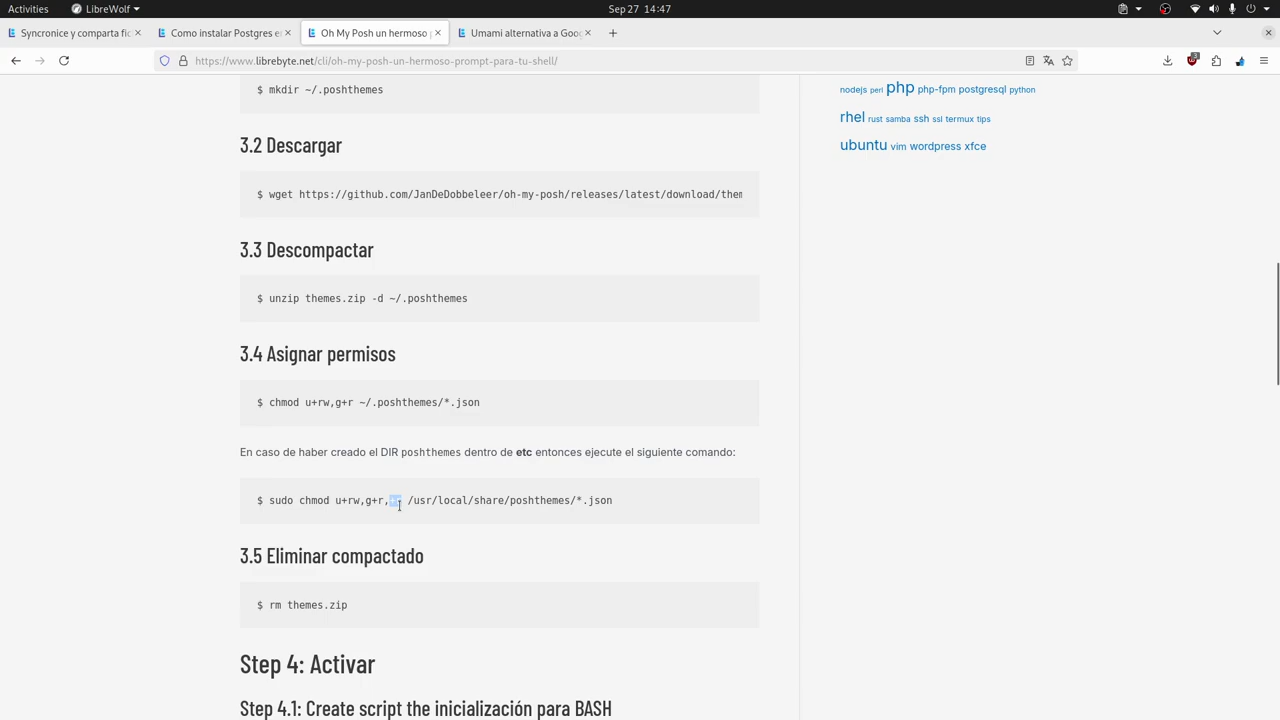 Activities
LibreWolf
Sep 27 14:47
Syncronice y comparta fic
Como instalar Postgres e
Oh My Posh un hermoso
Umami alternativa a Goo
https://www.librebyte.net/cli/oh-my-posh-un-hermoso-prompt-para-tu-shell/
3
$ mkdir ~/.poshthemes
3.2 Descargar
$ wget https://github.com/JanDeDobbeleer/oh-my-posh/releases/latest/download/them
3.3 Descompactar
$ unzip themes.zip -d ~/.poshthemes
3.4 Asignar permisos
$ chmod u+rw,g+r ~/.poshthemes/*.json
En caso de haber creado el DIR poshthemes dentro de etc entonces ejecute el siguiente comando:
$ sudo chmod u+rw,g+r, /usr/local/share/poshthemes/*.json
3.5 Eliminar compactado
$ rm themes.zip
Step 4: Activar
Step 4.1: Create script the inicialización para BASH
nodejs perl php php-fpm postgresql python
rhel rust samba ssh ssl termux tips
ubuntu vim wordpress xfce